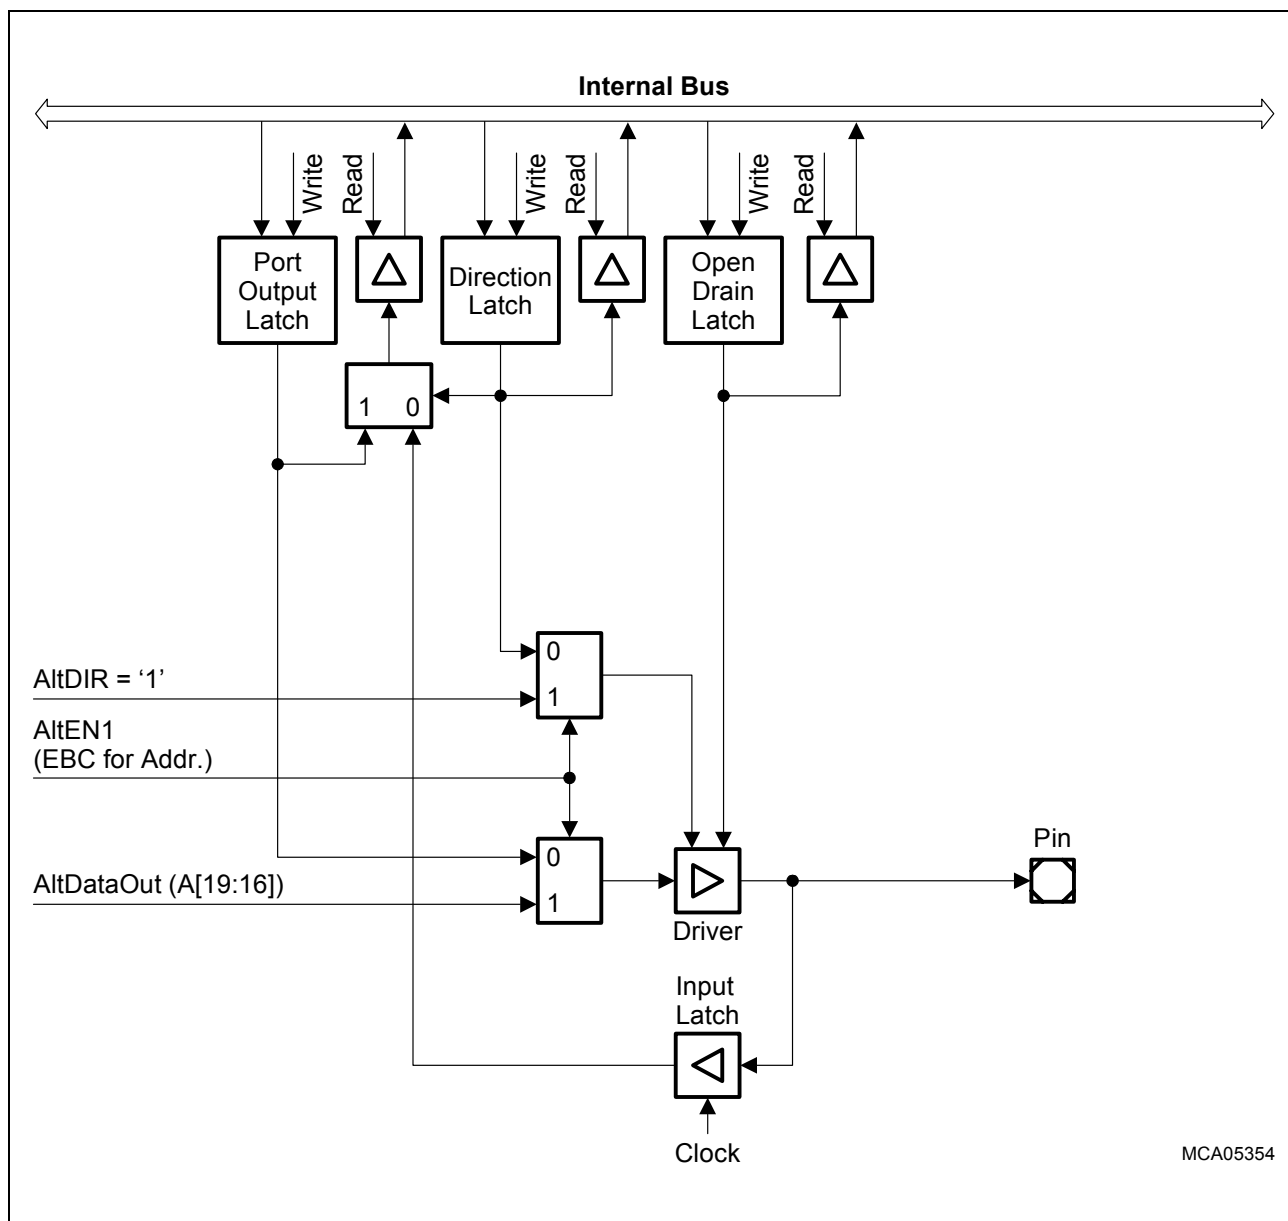 Internal Bus
Write
Read
Write
Read
Write
Read
Port
Output
Latch
Direction
Latch
Open
Drain
Latch
1 0
0
AltDIR = ‘1’
1
AltEN1
(EBC for Addr.)
0
AltDataOut (A[19:16])
1
Driver
Pin
Input
Latch
Clock
MCA05354